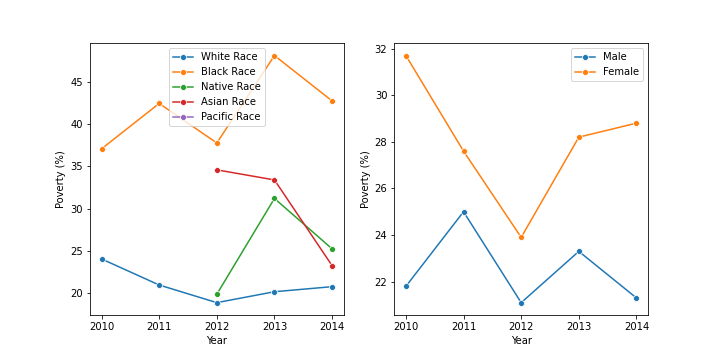 White Race
Black Race
Native Race
Asian Race
Pacific Race
45
40
35
30
25
20
Poverty (%)
2010 2011 2012 2013 2014
Year
Male
Female
32
30
28
26
24
22
Poverty (%)
2010 2011 2012 2013 2014
Year